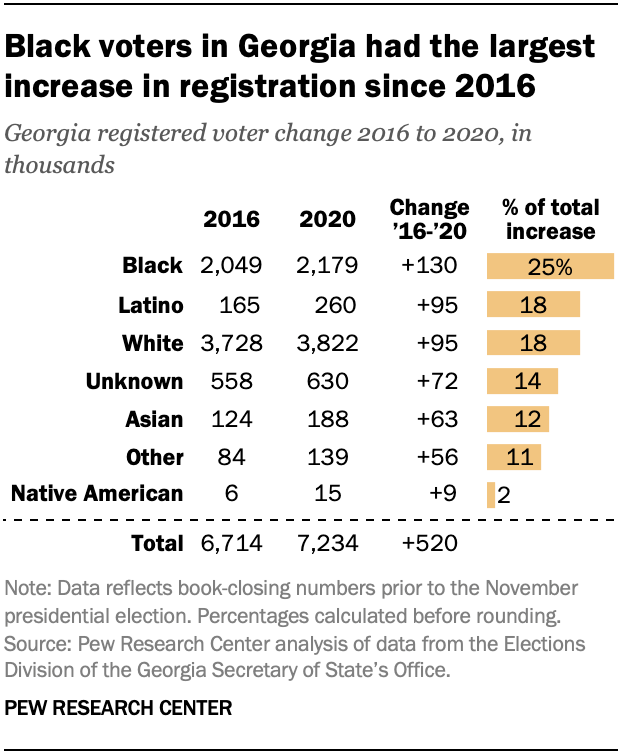 Black voters in Georgia had the largest
increase in registration since 2016
Georgia registered voter change 2016 to 2020, in
thousands
2016 2020 Change ’16-’20 % of total increase
Black 2,049 2,179 +130 25%
Latino 165 260 +95 18
White 3,728 3,822 +95 18
Unknown 558 630 +72 14
Asian 124 188 +63 12
Other 84 139 +56 11
Native American 6 15 +9 2
Total 6,714 7,234 +520
Note: Data reflects book-closing numbers prior to the November
presidential election. Percentages calculated before rounding.
Source: Pew Research Center analysis of data from the Elections
Division of the Georgia Secretary of State’s Office.
PEW RESEARCH CENTER